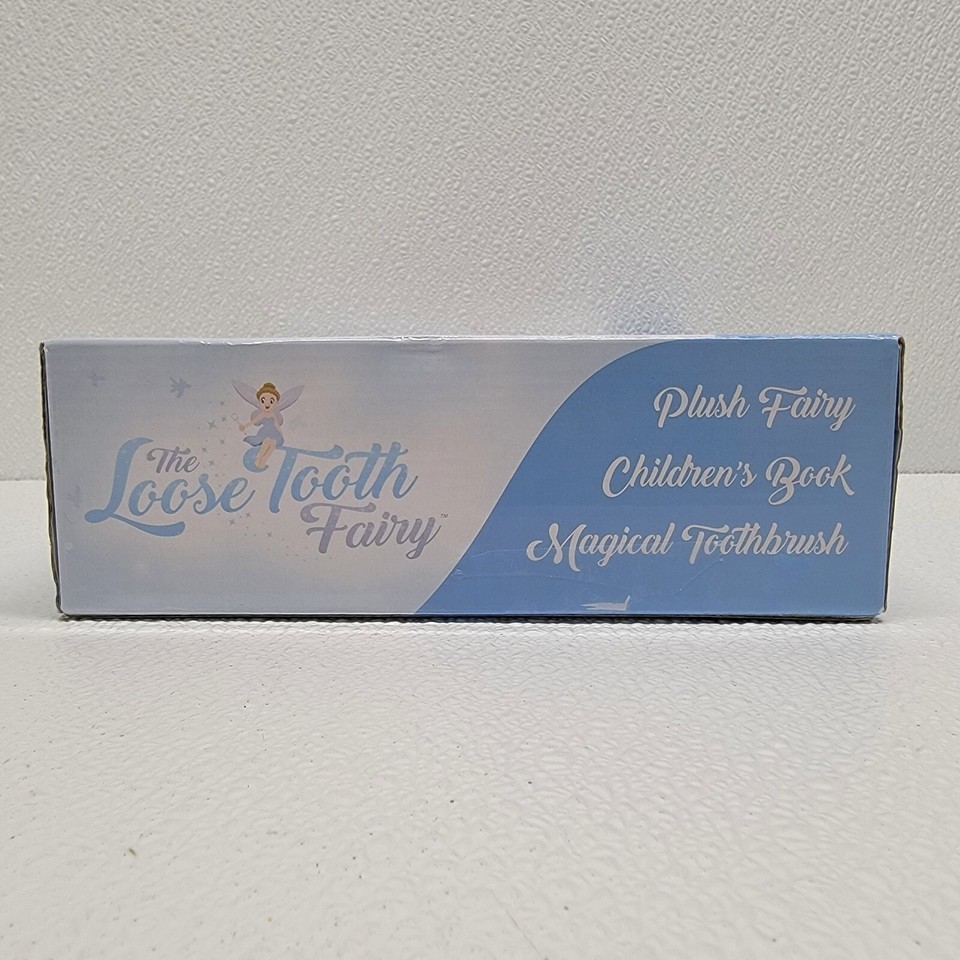 The
Loose Tooth
Fairy™
Plush Fairy
Children's Book
Magical Toothbrush